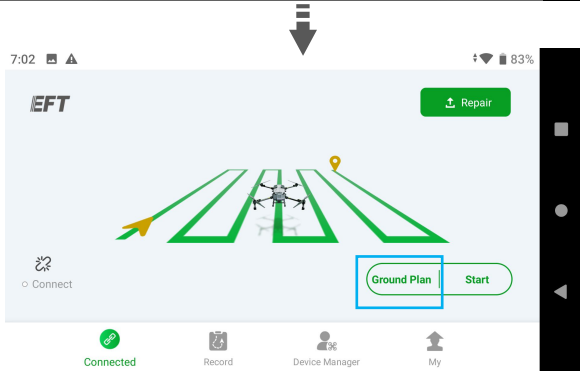 7:02
83%
EFT
Repair
Connect
Ground Plan
Start
Connected
Record
Device Manager
My